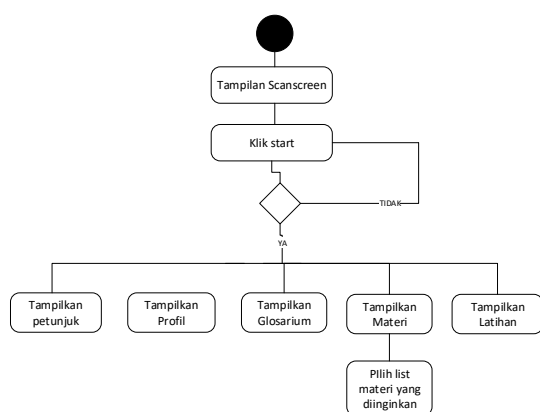 Tampilan Scanscreen
Klik start
TIDAK
YA
Tampilkan
petunjuk
Tampilkan
Profil
Tampilkan
Glosarium
Tampilkan
Materi
Tampilkan
Latihan
PIlih list
materi yang
diinginkan